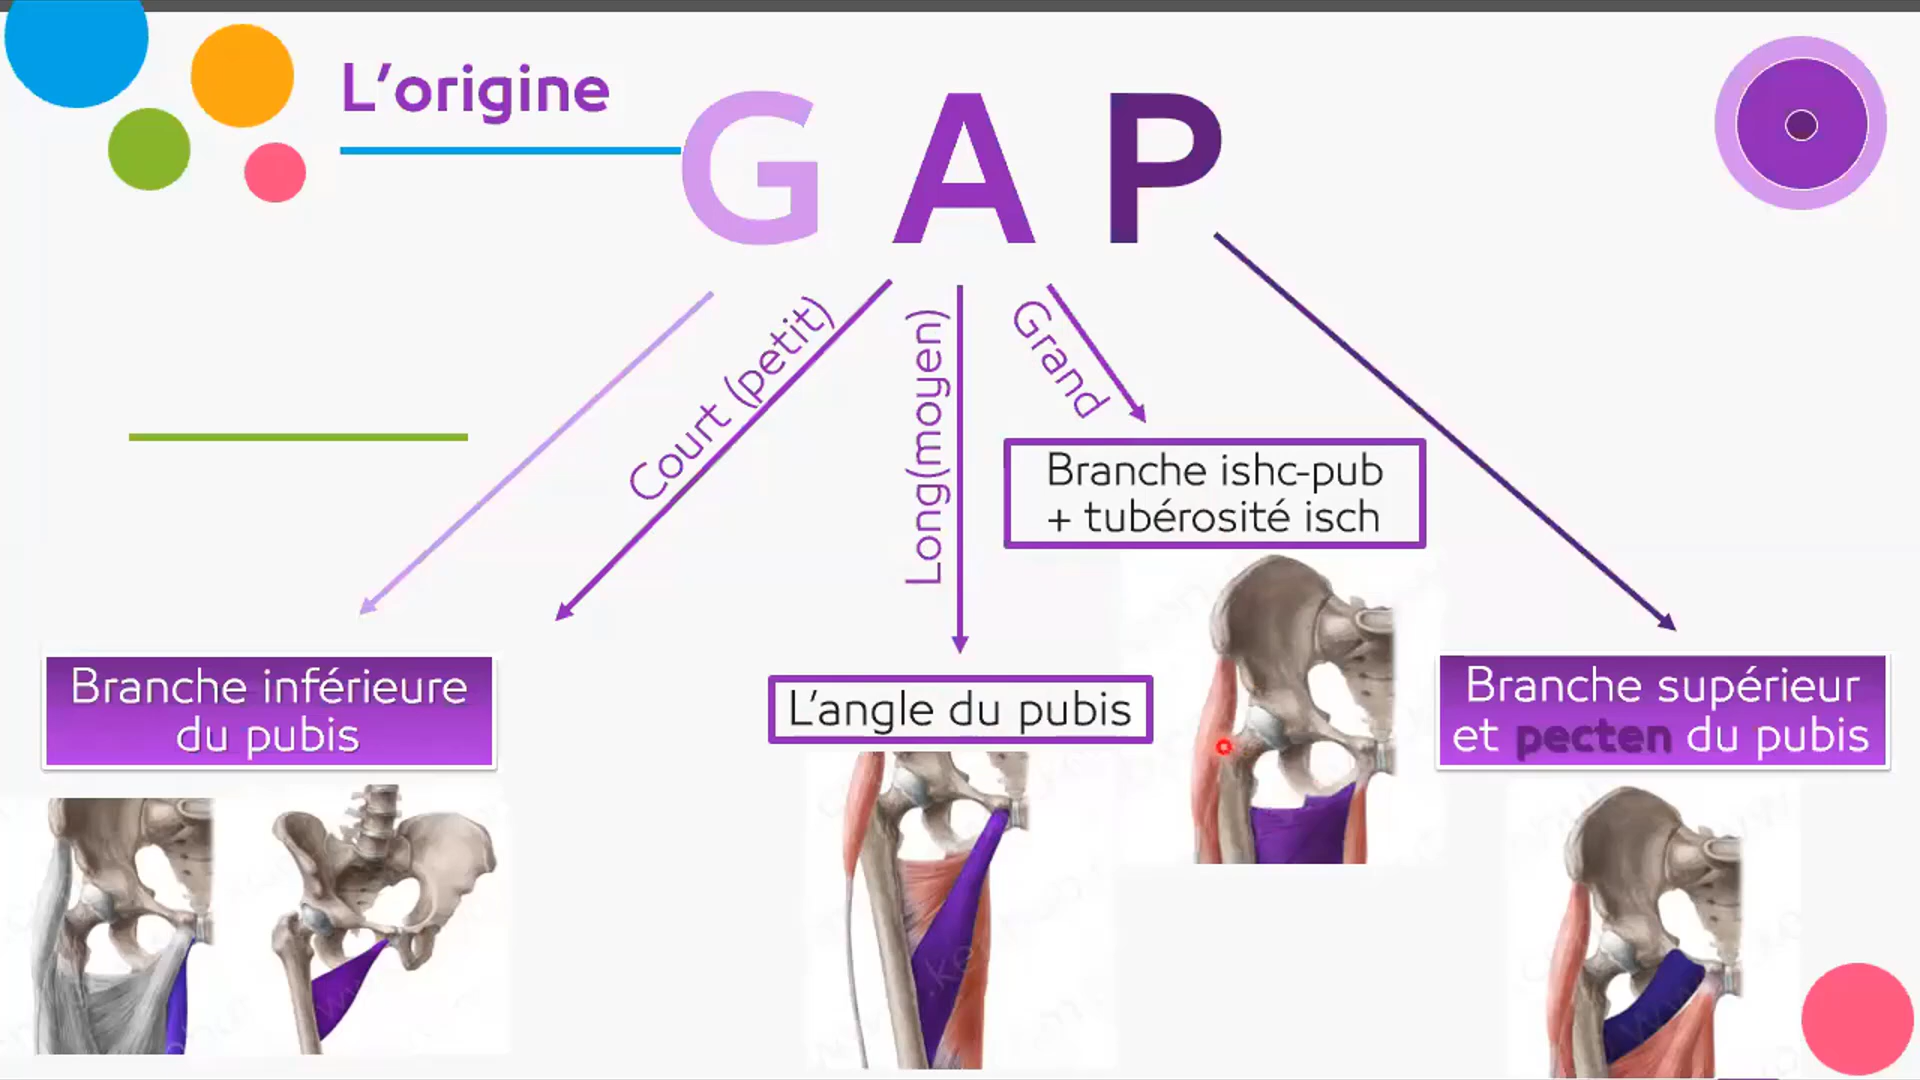 L'origine
G A P
Court (petit)
Long(moyen)
Grand
Branche ishc-pub
+ tubérosité isch
Branche inférieure
du pubis
L'angle du pubis
Branche supérieur
et pecten du pubis